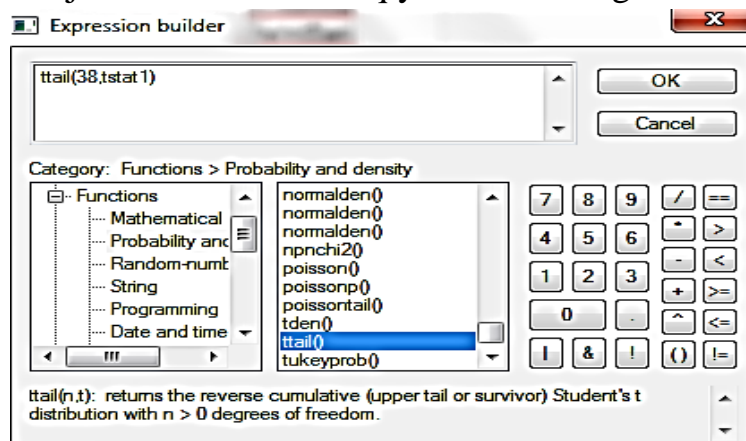 Expression builder
ttail(38,tstat1)
OK
Cancel
Category: Functions > Probability and density
Functions
Mathematical
Probability anc
Random-numt
String
Programming
Date and time
normalden()
normalden()
normalden()
npnchi2()
poisson()
poissonp()
poissontail()
tden()
ttail()
tukeyprob()
7 8 9 / ==
4 5 6 * >
1 2 3 - <
0 . + >=
^ <=
| & ! () !=
ttail(n,t): returns the reverse cumulative (upper tail or survivor) Student's t
distribution with n > 0 degrees of freedom.